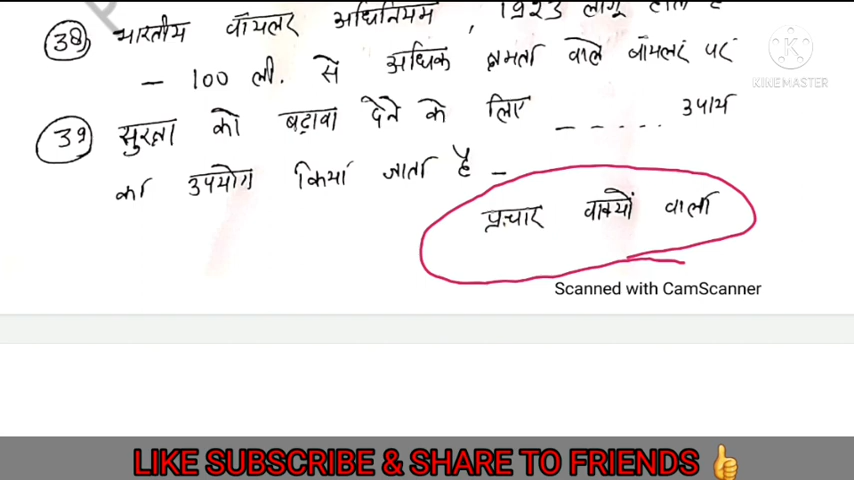 (38) भारतीय बॉयलर अधिनियम, 1923 लागू होता है
– 100 ली. से अधिक क्षमता वाले बॉयलर पर
KINEMASTER
(39) सुरक्षा को बढ़ावा देने के लिए ------ उपाय
का उपयोग किया जाता है –
प्रचार वाक्यों वाला
Scanned with CamScanner
LIKE SUBSCRIBE & SHARE TO FRIENDS 👍